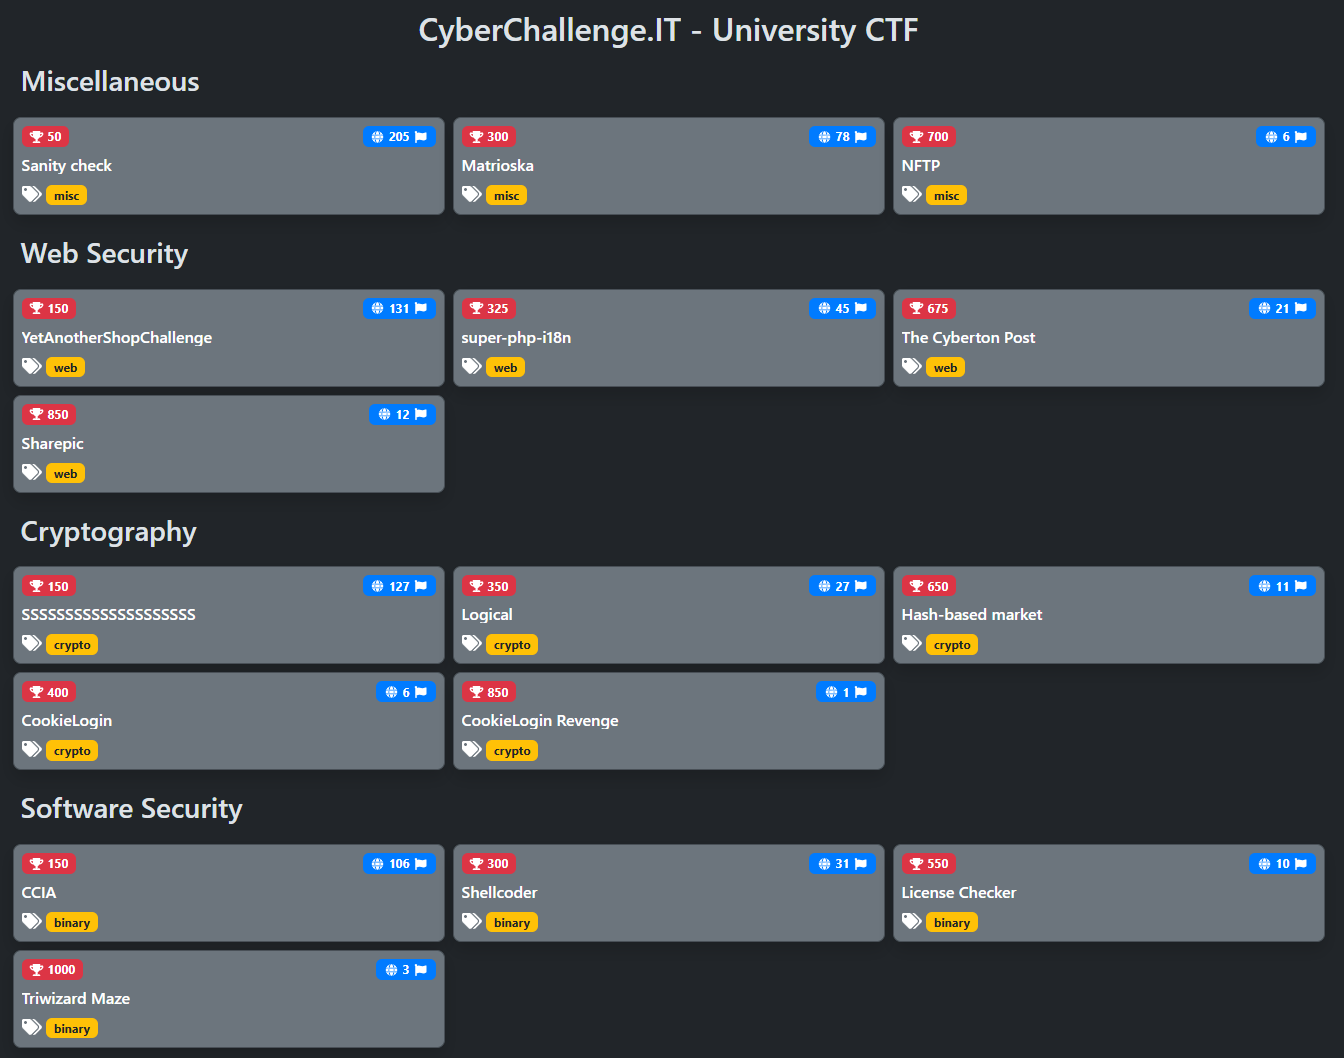 CyberChallenge.IT - University CTF
Miscellaneous
50 205
Sanity check
misc
300 78
Matrioska
misc
700 6
NFTP
misc
Web Security
150 131
YetAnotherShopChallenge
web
325 45
super-php-i18n
web
675 21
The Cyberton Post
web
850 12
Sharepic
web
Cryptography
150 127
SSSSSSSSSSSSSSSSSSSS
crypto
350 27
Logical
crypto
650 11
Hash-based market
crypto
400 6
CookieLogin
crypto
850 1
CookieLogin Revenge
crypto
Software Security
150 106
CCIA
binary
300 31
Shellcoder
binary
550 10
License Checker
binary
1000 3
Triwizard Maze
binary